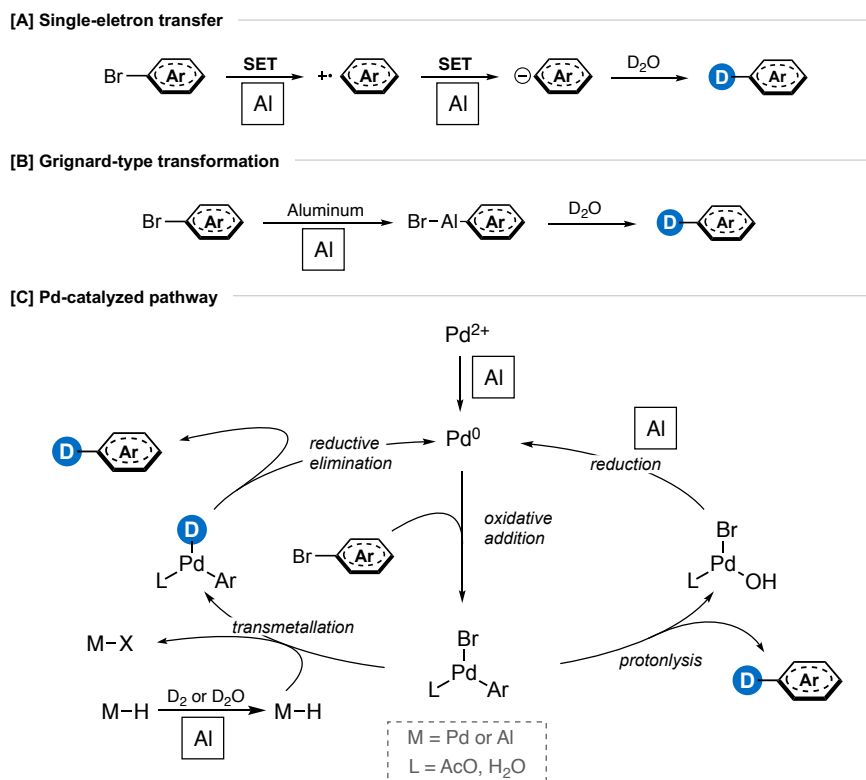 [A] Single-eletron transfer
Br Ar SET Al +· Ar SET Al ⊖ Ar D₂O D Ar
[B] Grignard-type transformation
Br Ar Aluminum Al Br–Al Ar D₂O D Ar
[C] Pd-catalyzed pathway
Pd²⁺
Al
Al
D Ar
reductive
elimination
Pd⁰
reduction
D
Pd
L Ar
Br Ar
oxidative
addition
Br
Pd
L OH
transmetallation
M–X
Br
Pd
L Ar
protonlysis
D Ar
M–H D₂ or D₂O M–H
Al
M = Pd or Al
L = AcO, H₂O